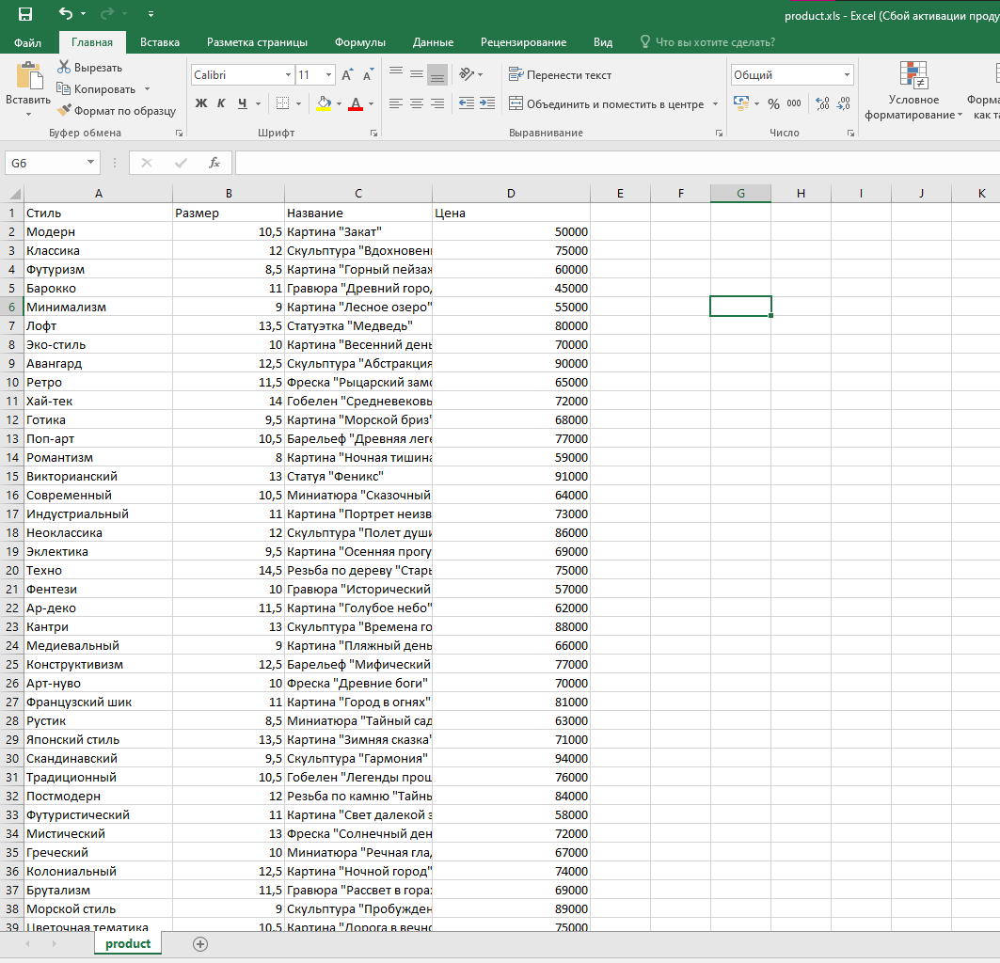 product.xls - Excel (Сбой активации проду
Файл Главная Вставка Разметка страницы Формулы Данные Рецензирование Вид Что вы хотите сделать?
Вставить Вырезать Calibri 11 Перенести текст Общий Условное форматирование Форма как та
Копировать Ж К Ч Объединить и поместить в центре % 000
Формат по образцу
Буфер обмена Шрифт Выравнивание Число
G6 fx
A B C D E F G H I J K
1 Стиль Размер Название Цена
2 Модерн 10,5 Картина "Закат" 50000
3 Классика 12 Скульптура "Вдохновен 75000
4 Футуризм 8,5 Картина "Горный пейзаж 60000
5 Барокко 11 Гравюра "Древний город 45000
6 Минимализм 9 Картина "Лесное озеро" 55000
7 Лофт 13,5 Статуэтка "Медведь" 80000
8 Эко-стиль 10 Картина "Весенний день 70000
9 Авангард 12,5 Скульптура "Абстракция 90000
10 Ретро 11,5 Фреска "Рыцарский замо 65000
11 Хай-тек 14 Гобелен "Средневековь 72000
12 Готика 9,5 Картина "Морской бриз" 68000
13 Поп-арт 10,5 Барельеф "Древняя леге 77000
14 Романтизм 8 Картина "Ночная тишина 59000
15 Викторианский 13 Статуя "Феникс" 91000
16 Современный 10,5 Миниатюра "Сказочный 64000
17 Индустриальный 11 Картина "Портрет неизв 73000
18 Неоклассика 12 Скульптура "Полет души 86000
19 Эклектика 9,5 Картина "Осенняя прогу 69000
20 Техно 14,5 Резьба по дереву "Стары 75000
21 Фентези 10 Гравюра "Исторический 57000
22 Ар-деко 11,5 Картина "Голубое небо" 62000
23 Кантри 13 Скульптура "Времена го 88000
24 Медиевальный 9 Картина "Пляжный день 66000
25 Конструктивизм 12,5 Барельеф "Мифический 77000
26 Арт-нуво 10 Фреска "Древние боги" 70000
27 Французский шик 11 Картина "Город в огнях" 81000
28 Рустик 8,5 Миниатюра "Тайный сад 63000
29 Японский стиль 13,5 Картина "Зимняя сказка" 71000
30 Скандинавский 9,5 Скульптура "Гармония" 94000
31 Традиционный 10,5 Гобелен "Легенды прош 76000
32 Постмодерн 12 Резьба по камню "Тайны 84000
33 Футуристический 11 Картина "Свет далекой з 58000
34 Мистический 13 Фреска "Солнечный ден 72000
35 Греческий 10 Миниатюра "Речная глад 67000
36 Колониальный 12,5 Картина "Ночной город" 74000
37 Брутализм 11,5 Гравюра "Рассвет в гора 69000
38 Морской стиль 9 Скульптура "Пробужден 89000
39 Цветочная тематика 10,5 Картина "Дорога в вечно 75000
product